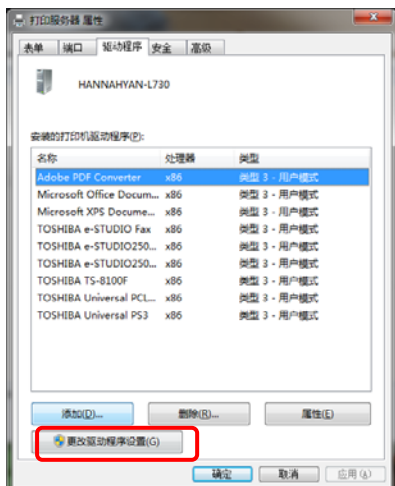 打印服务器 属性
表单 端口 驱动程序 安全 高级
HANNAHYAN-L730
安装的打印机驱动程序(P):
名称 处理器 类型
Adobe PDF Converter x86 类型 3 - 用户模式
Microsoft Office Docum... x86 类型 3 - 用户模式
Microsoft XPS Docume... x86 类型 3 - 用户模式
TOSHIBA e-STUDIO Fax x86 类型 3 - 用户模式
TOSHIBA e-STUDIO250... x86 类型 3 - 用户模式
TOSHIBA e-STUDIO250... x86 类型 3 - 用户模式
TOSHIBA TS-8100F x86 类型 3 - 用户模式
TOSHIBA Universal PCL... x86 类型 3 - 用户模式
TOSHIBA Universal PS3 x86 类型 3 - 用户模式
添加(D)... 删除(R)... 属性(E)
更改驱动程序设置(G)
确定 取消 应用(A)